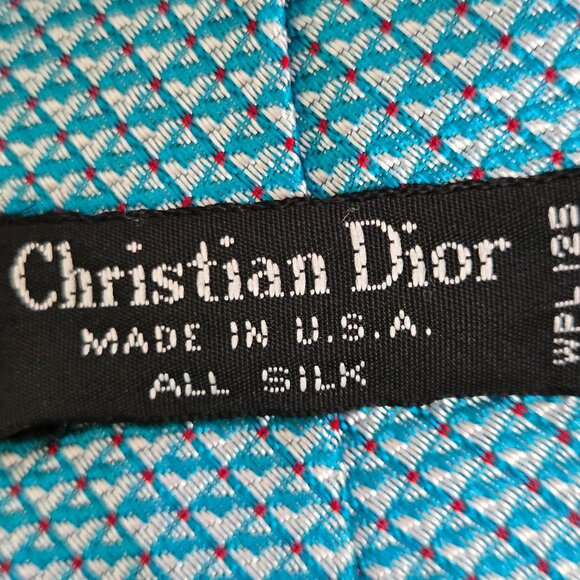 Christian Dior
MADE IN U.S.A.
ALL SILK
WPL 125